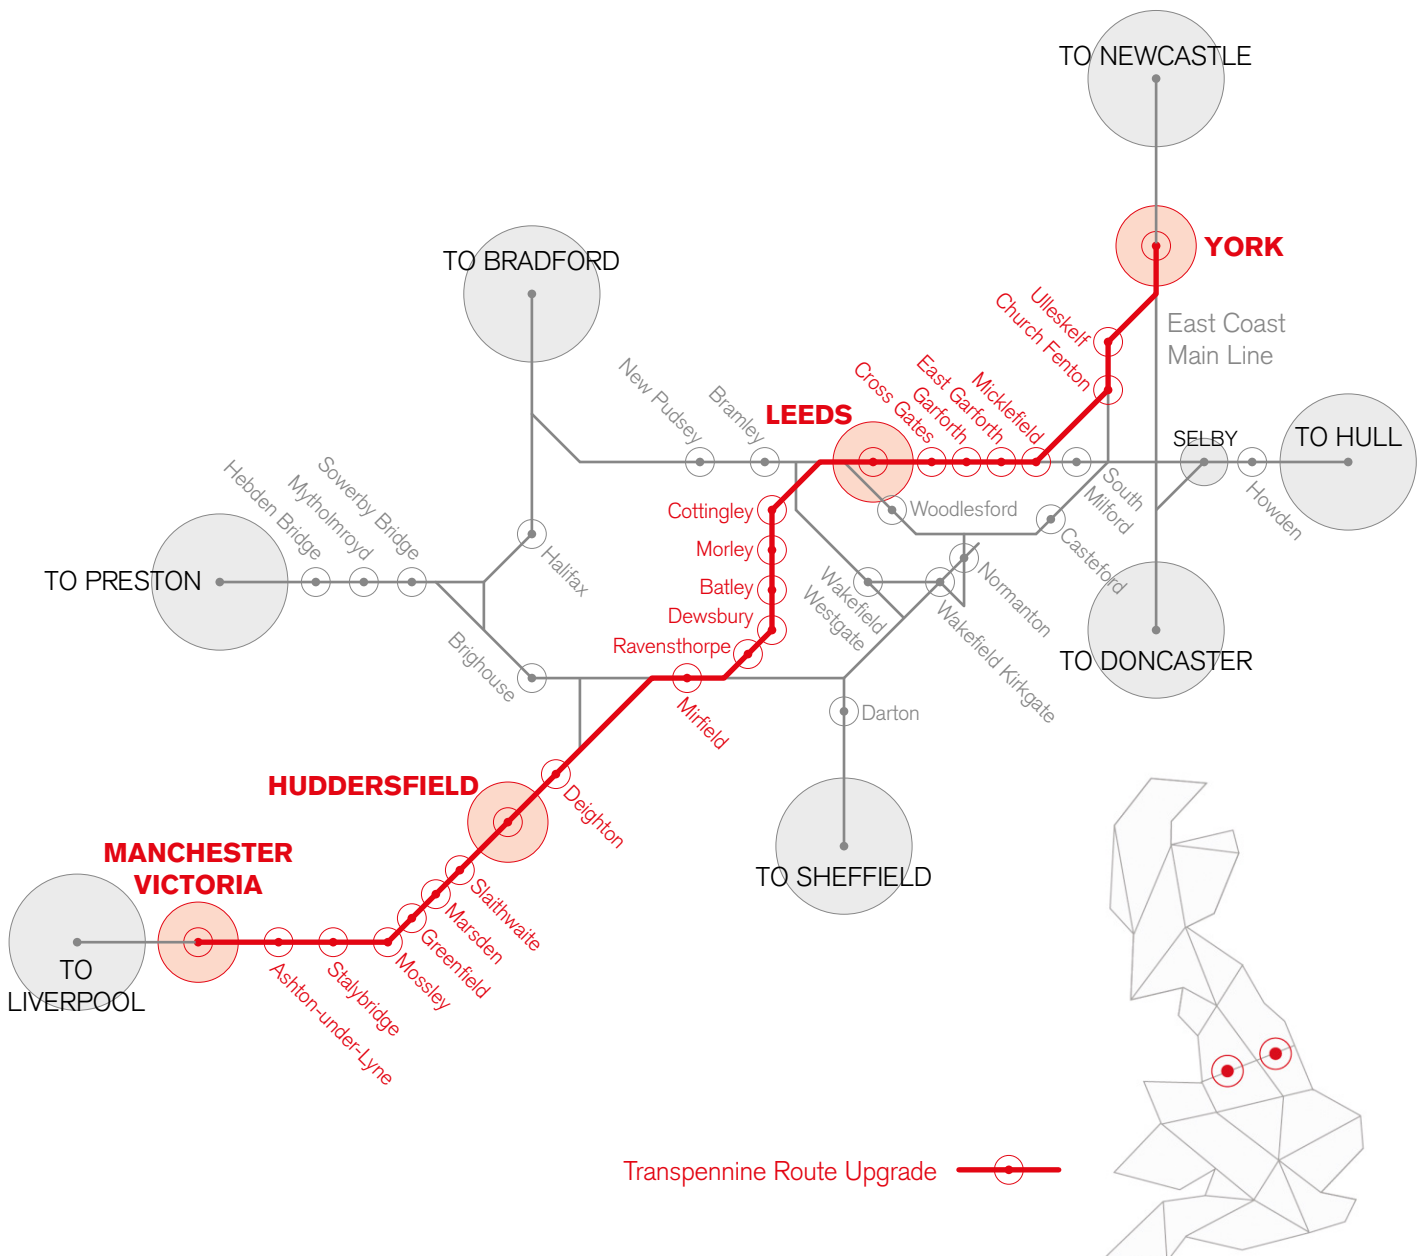 TO NEWCASTLE
YORK
TO BRADFORD
East Coast
Main Line
Ulleskelf
Church Fenton
Micklefield
East Garforth
Garforth
Cross Gates
LEEDS
Bramley
New Pudsey
SELBY
TO HULL
Howden
South
Milford
Casteford
Woodlesford
Normanton
Wakefield
Westgate
Wakefield Kirkgate
Cottingley
Morley
Batley
Dewsbury
Ravensthorpe
Mirfield
Sowerby Bridge
Mytholmroyd
Hebden Bridge
TO PRESTON
Halifax
Brighouse
TO DONCASTER
Darton
TO SHEFFIELD
HUDDERSFIELD
Deighton
MANCHESTER
VICTORIA
Slaithwaite
Marsden
Greenfield
Mossley
Stalybridge
Ashton-under-Lyne
TO
LIVERPOOL
Transpennine Route Upgrade